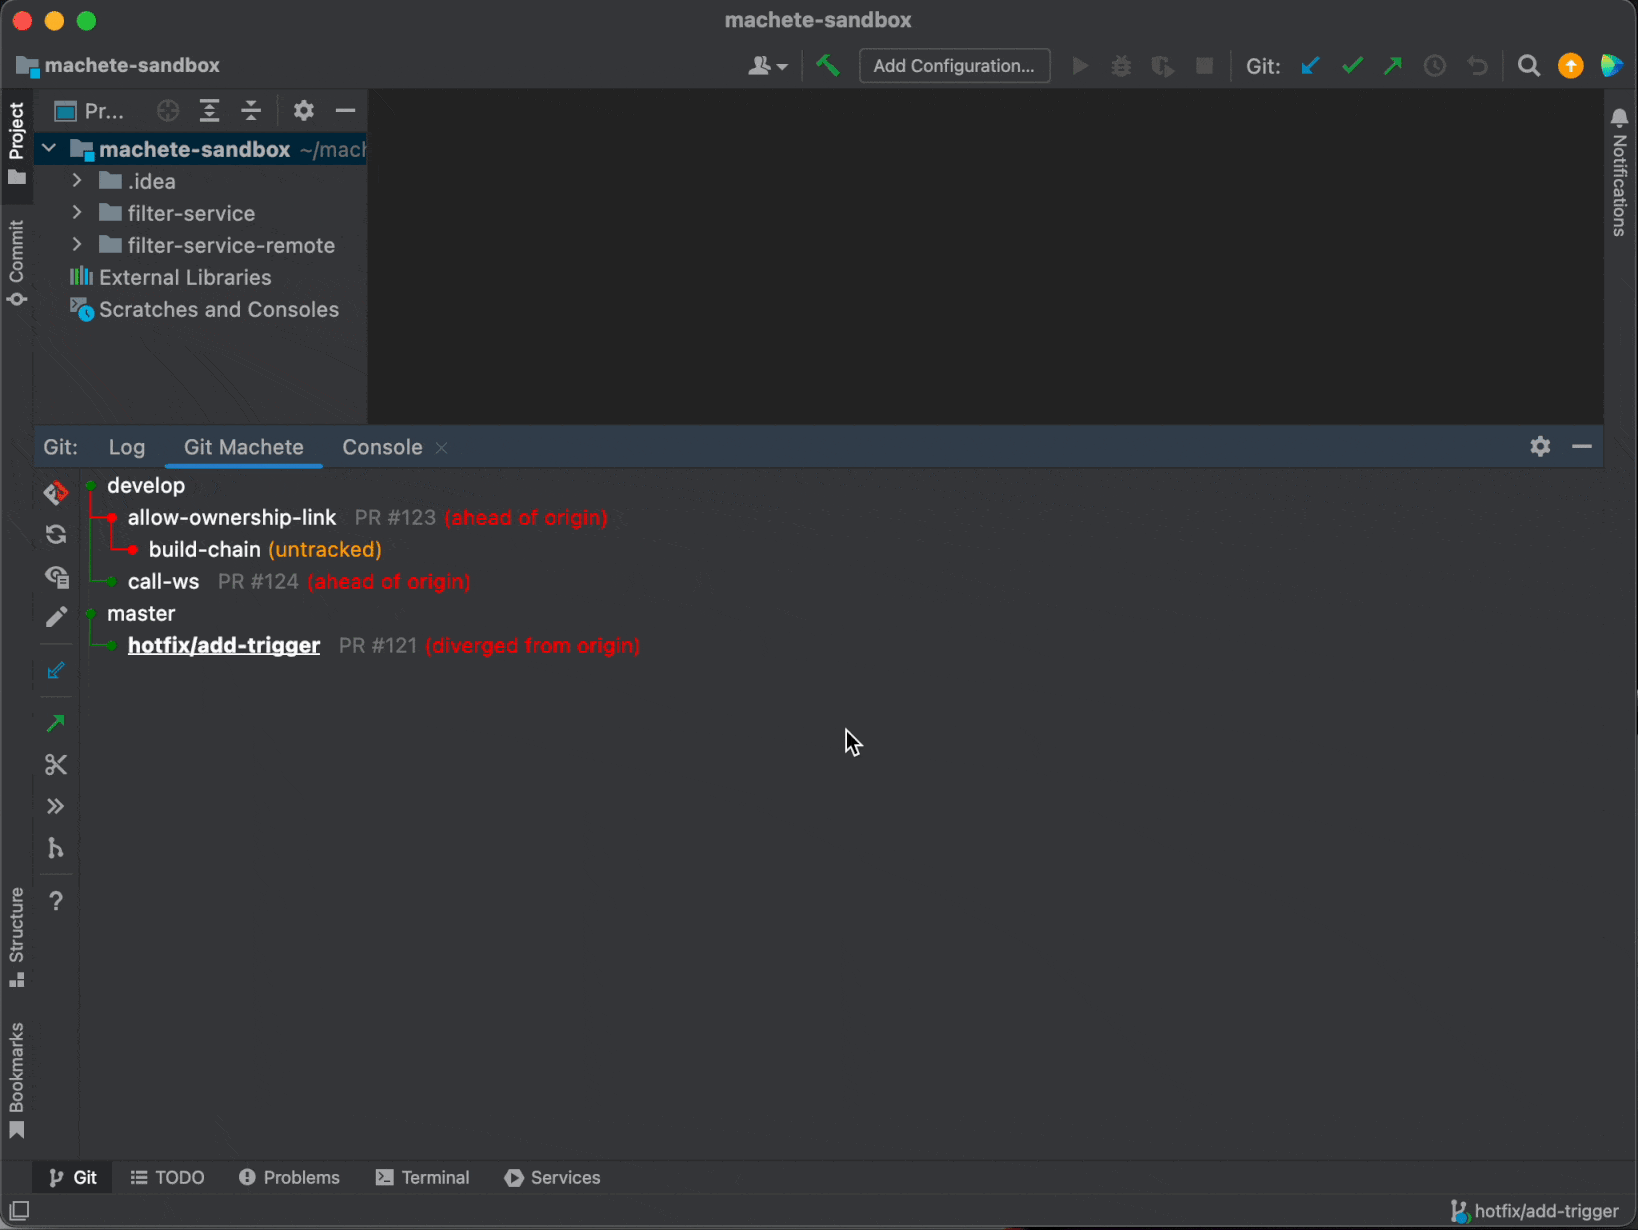 machete-sandbox
machete-sandbox
Add Configuration...
Git:
Project
Commit
Structure
Bookmarks
Pr...
machete-sandbox ~/mach
.idea
filter-service
filter-service-remote
External Libraries
Scratches and Consoles
Notifications
Git: Log Git Machete Console
develop
allow-ownership-link PR #123 (ahead of origin)
build-chain (untracked)
call-ws PR #124 (ahead of origin)
master
hotfix/add-trigger PR #121 (diverged from origin)
?
Git TODO Problems Terminal Services
hotfix/add-trigger